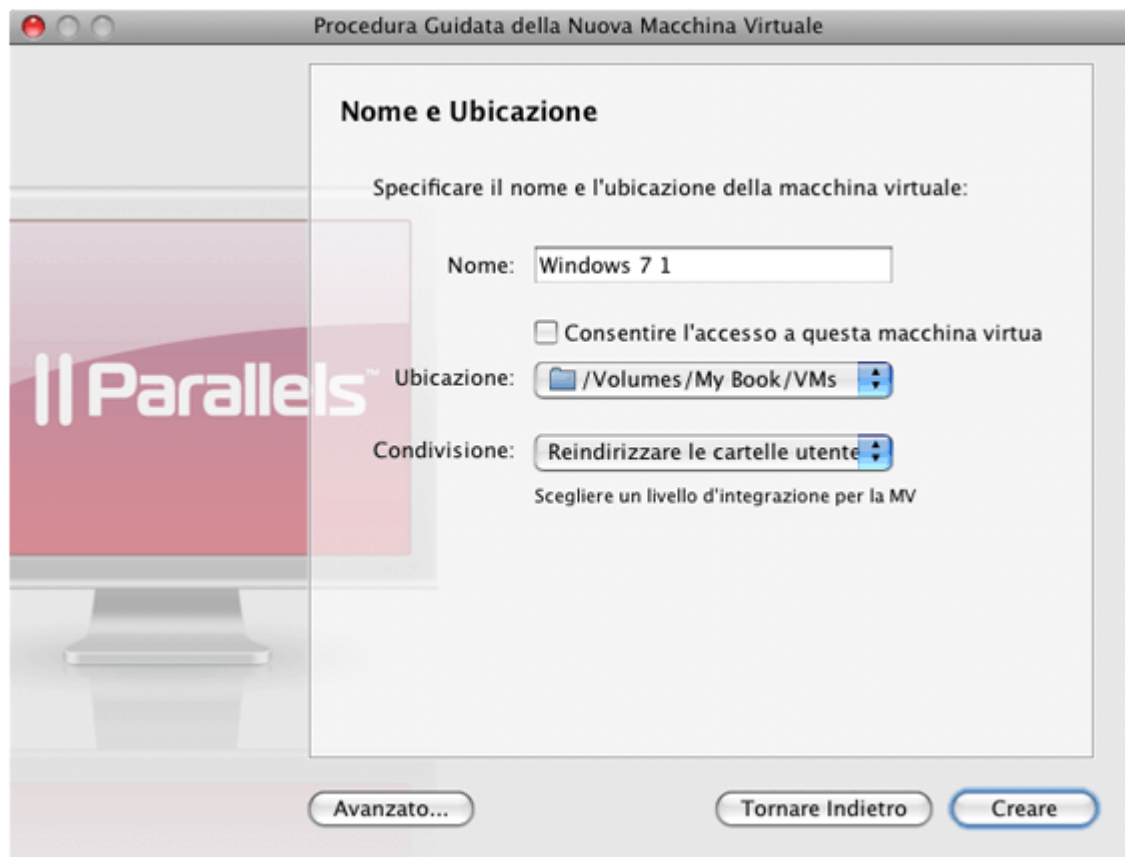 Procedura Guidata della Nuova Macchina Virtuale
Nome e Ubicazione
Specificare il nome e l'ubicazione della macchina virtuale:
Nome: Windows 7 1
Consentire l'accesso a questa macchina virtua
Ubicazione: /Volumes/My Book/VMs
Parallels™
Condivisione: Reindirizzare le cartelle utente
Scegliere un livello d'integrazione per la MV
Avanzato... Tornare Indietro Creare